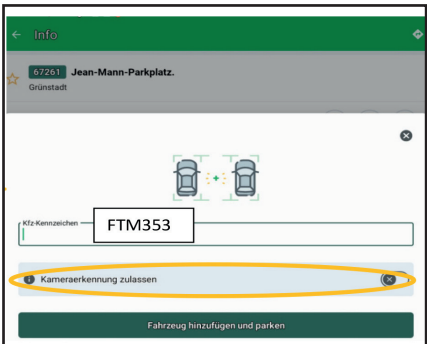 Info
67261 Jean-Mann-Parkplatz.
Grünstadt
Kfz-Kennzeichen
FTM353
Kameraerkennung zulassen
Fahrzeug hinzufügen und parken